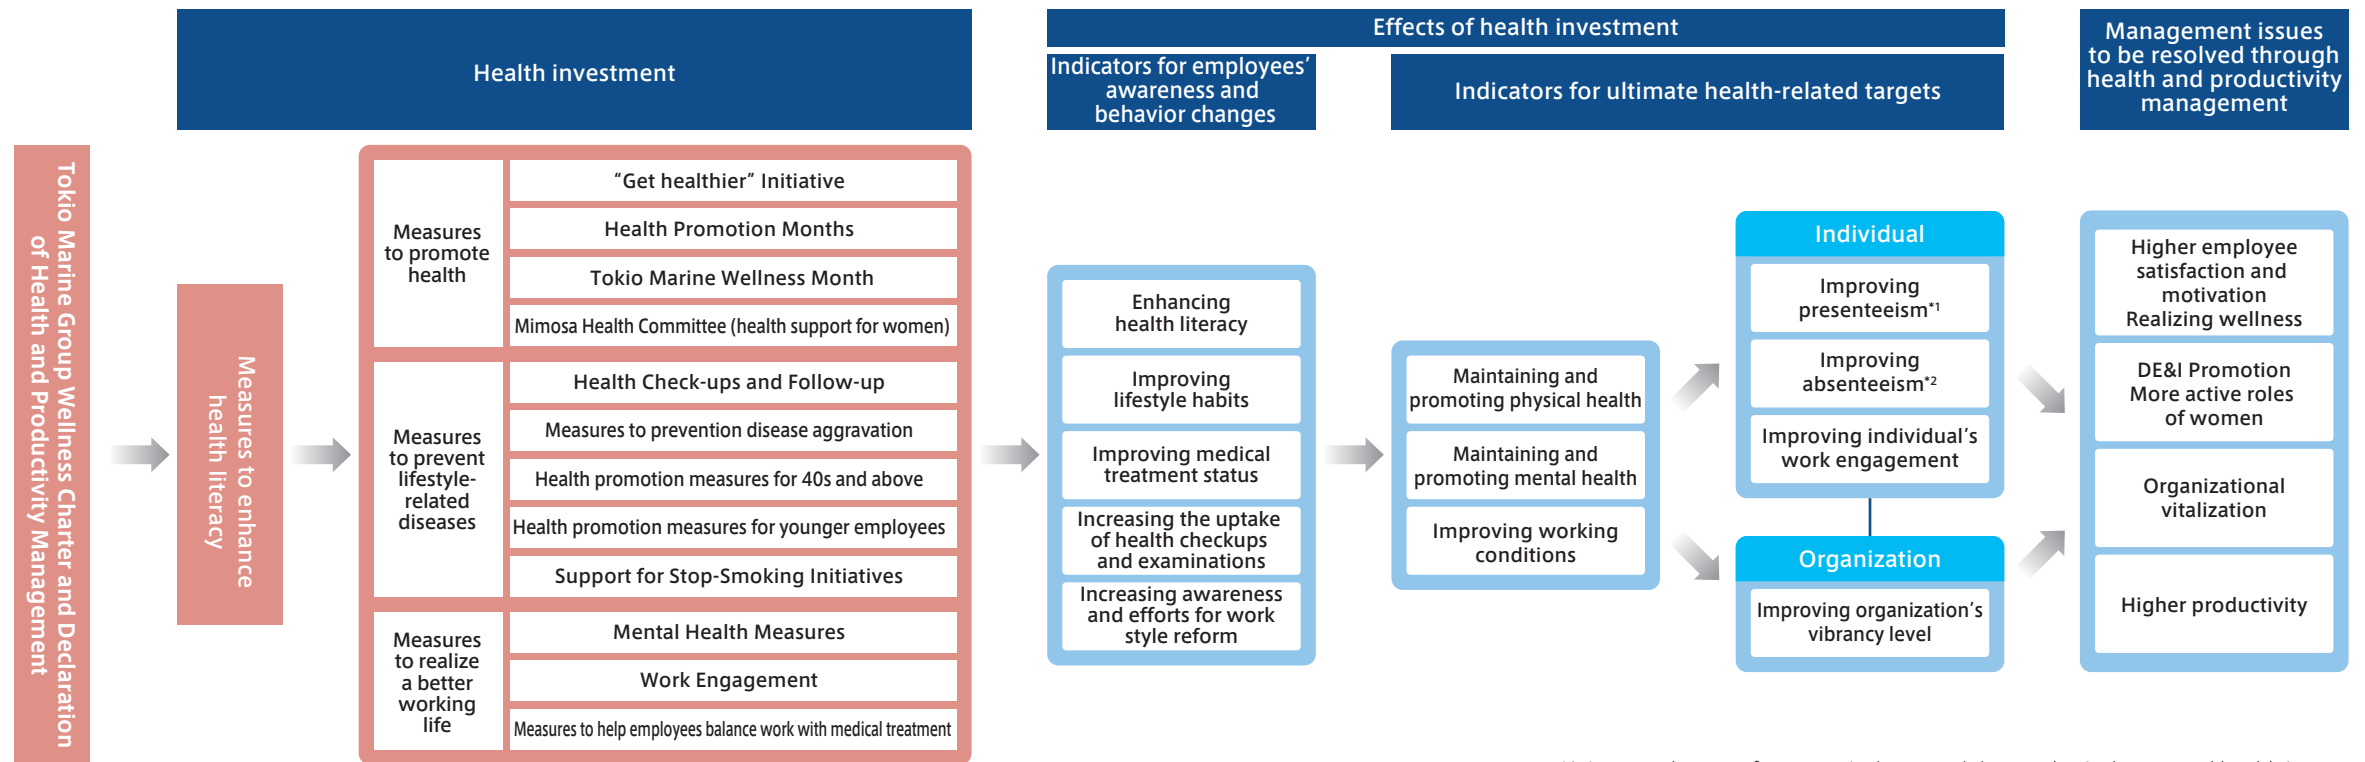 Health investment
Effects of health investment
Indicators for employees’
awareness and
behavior changes
Indicators for ultimate health-related targets
Management issues
to be resolved through
health and productivity
management
Tokio Marine Group Wellness Charter and Declaration
of Health and Productivity Management
Measures to enhance
health literacy
Measures
to promote
health
“Get healthier” Initiative
Health Promotion Months
Tokio Marine Wellness Month
Mimosa Health Committee (health support for women)
Measures
to prevent
lifestyle-
related
diseases
Health Check-ups and Follow-up
Measures to prevention disease aggravation
Health promotion measures for 40s and above
Health promotion measures for younger employees
Support for Stop-Smoking Initiatives
Measures
to realize
a better
working
life
Mental Health Measures
Work Engagement
Measures to help employees balance work with medical treatment
Enhancing
health literacy
Improving
lifestyle habits
Improving medical
treatment status
Increasing the uptake
of health checkups
and examinations
Increasing awareness
and efforts for work
style reform
Maintaining and
promoting physical health
Maintaining and
promoting mental health
Improving working
conditions
Individual
Improving
presenteeism*1
Improving
absenteeism*2
Improving individual’s
work engagement
Organization
Improving organization’s
vibrancy level
Higher employee
satisfaction and
motivation
Realizing wellness
DE&I Promotion
More active roles
of women
Organizational
vitalization
Higher productivity